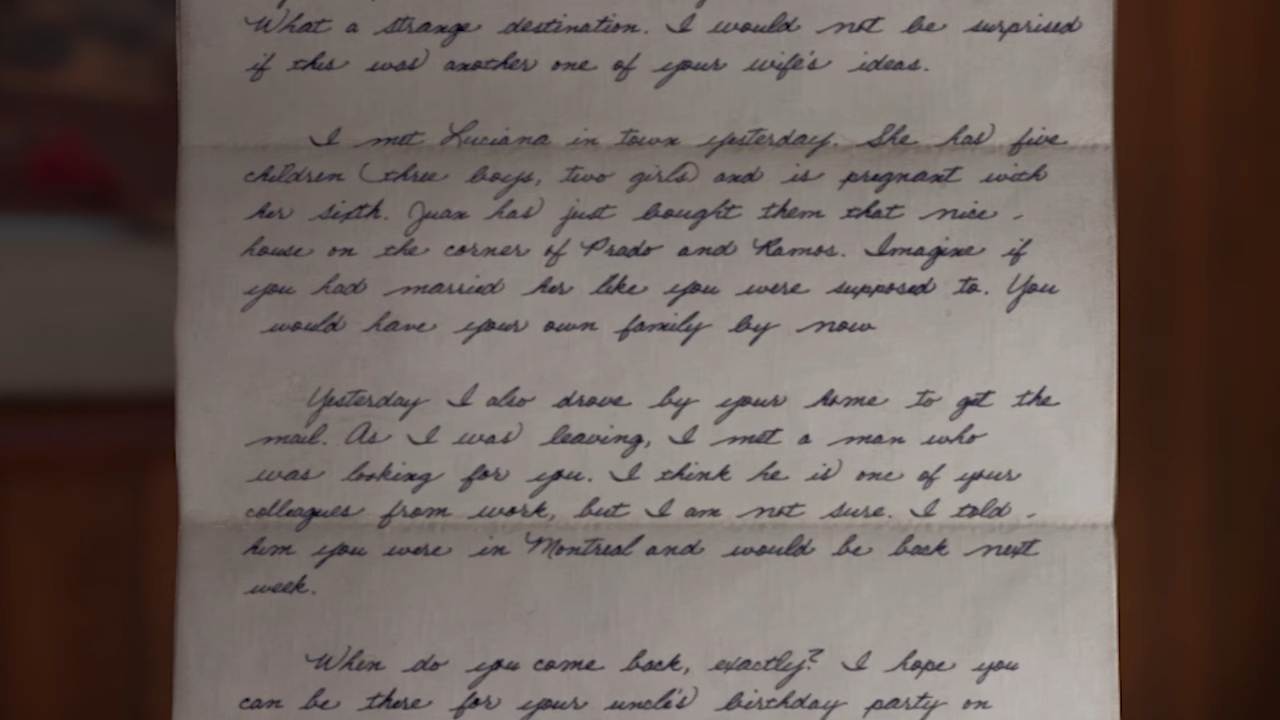 What a strange destination. I would not be surprised
if this was another one of your wife's ideas.
I met Luciana in town yesterday. She has five
children (three boys, two girls) and is pregnant with
her sixth. Juan has just bought them that nice
house on the corner of Prado and Ramos. Imagine if
you had married her like you were supposed to. You
would have your own family by now
Yesterday I also drove by your home to get the
mail. As I was leaving, I met a man who
was looking for you. I think he is one of your
colleagues from work, but I am not sure. I told
him you were in Montreal and would be back next
week.
When do you come back, exactly? I hope you
can be there for your uncle's birthday party on